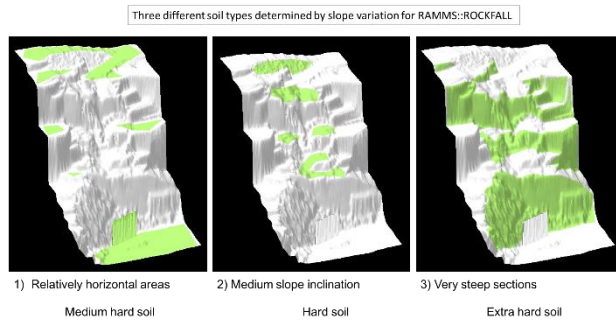 Three different soil types determined by slope variation for RAMMS::ROCKFALL
1) Relatively horizontal areas
2) Medium slope inclination
3) Very steep sections
Medium hard soil
Hard soil
Extra hard soil